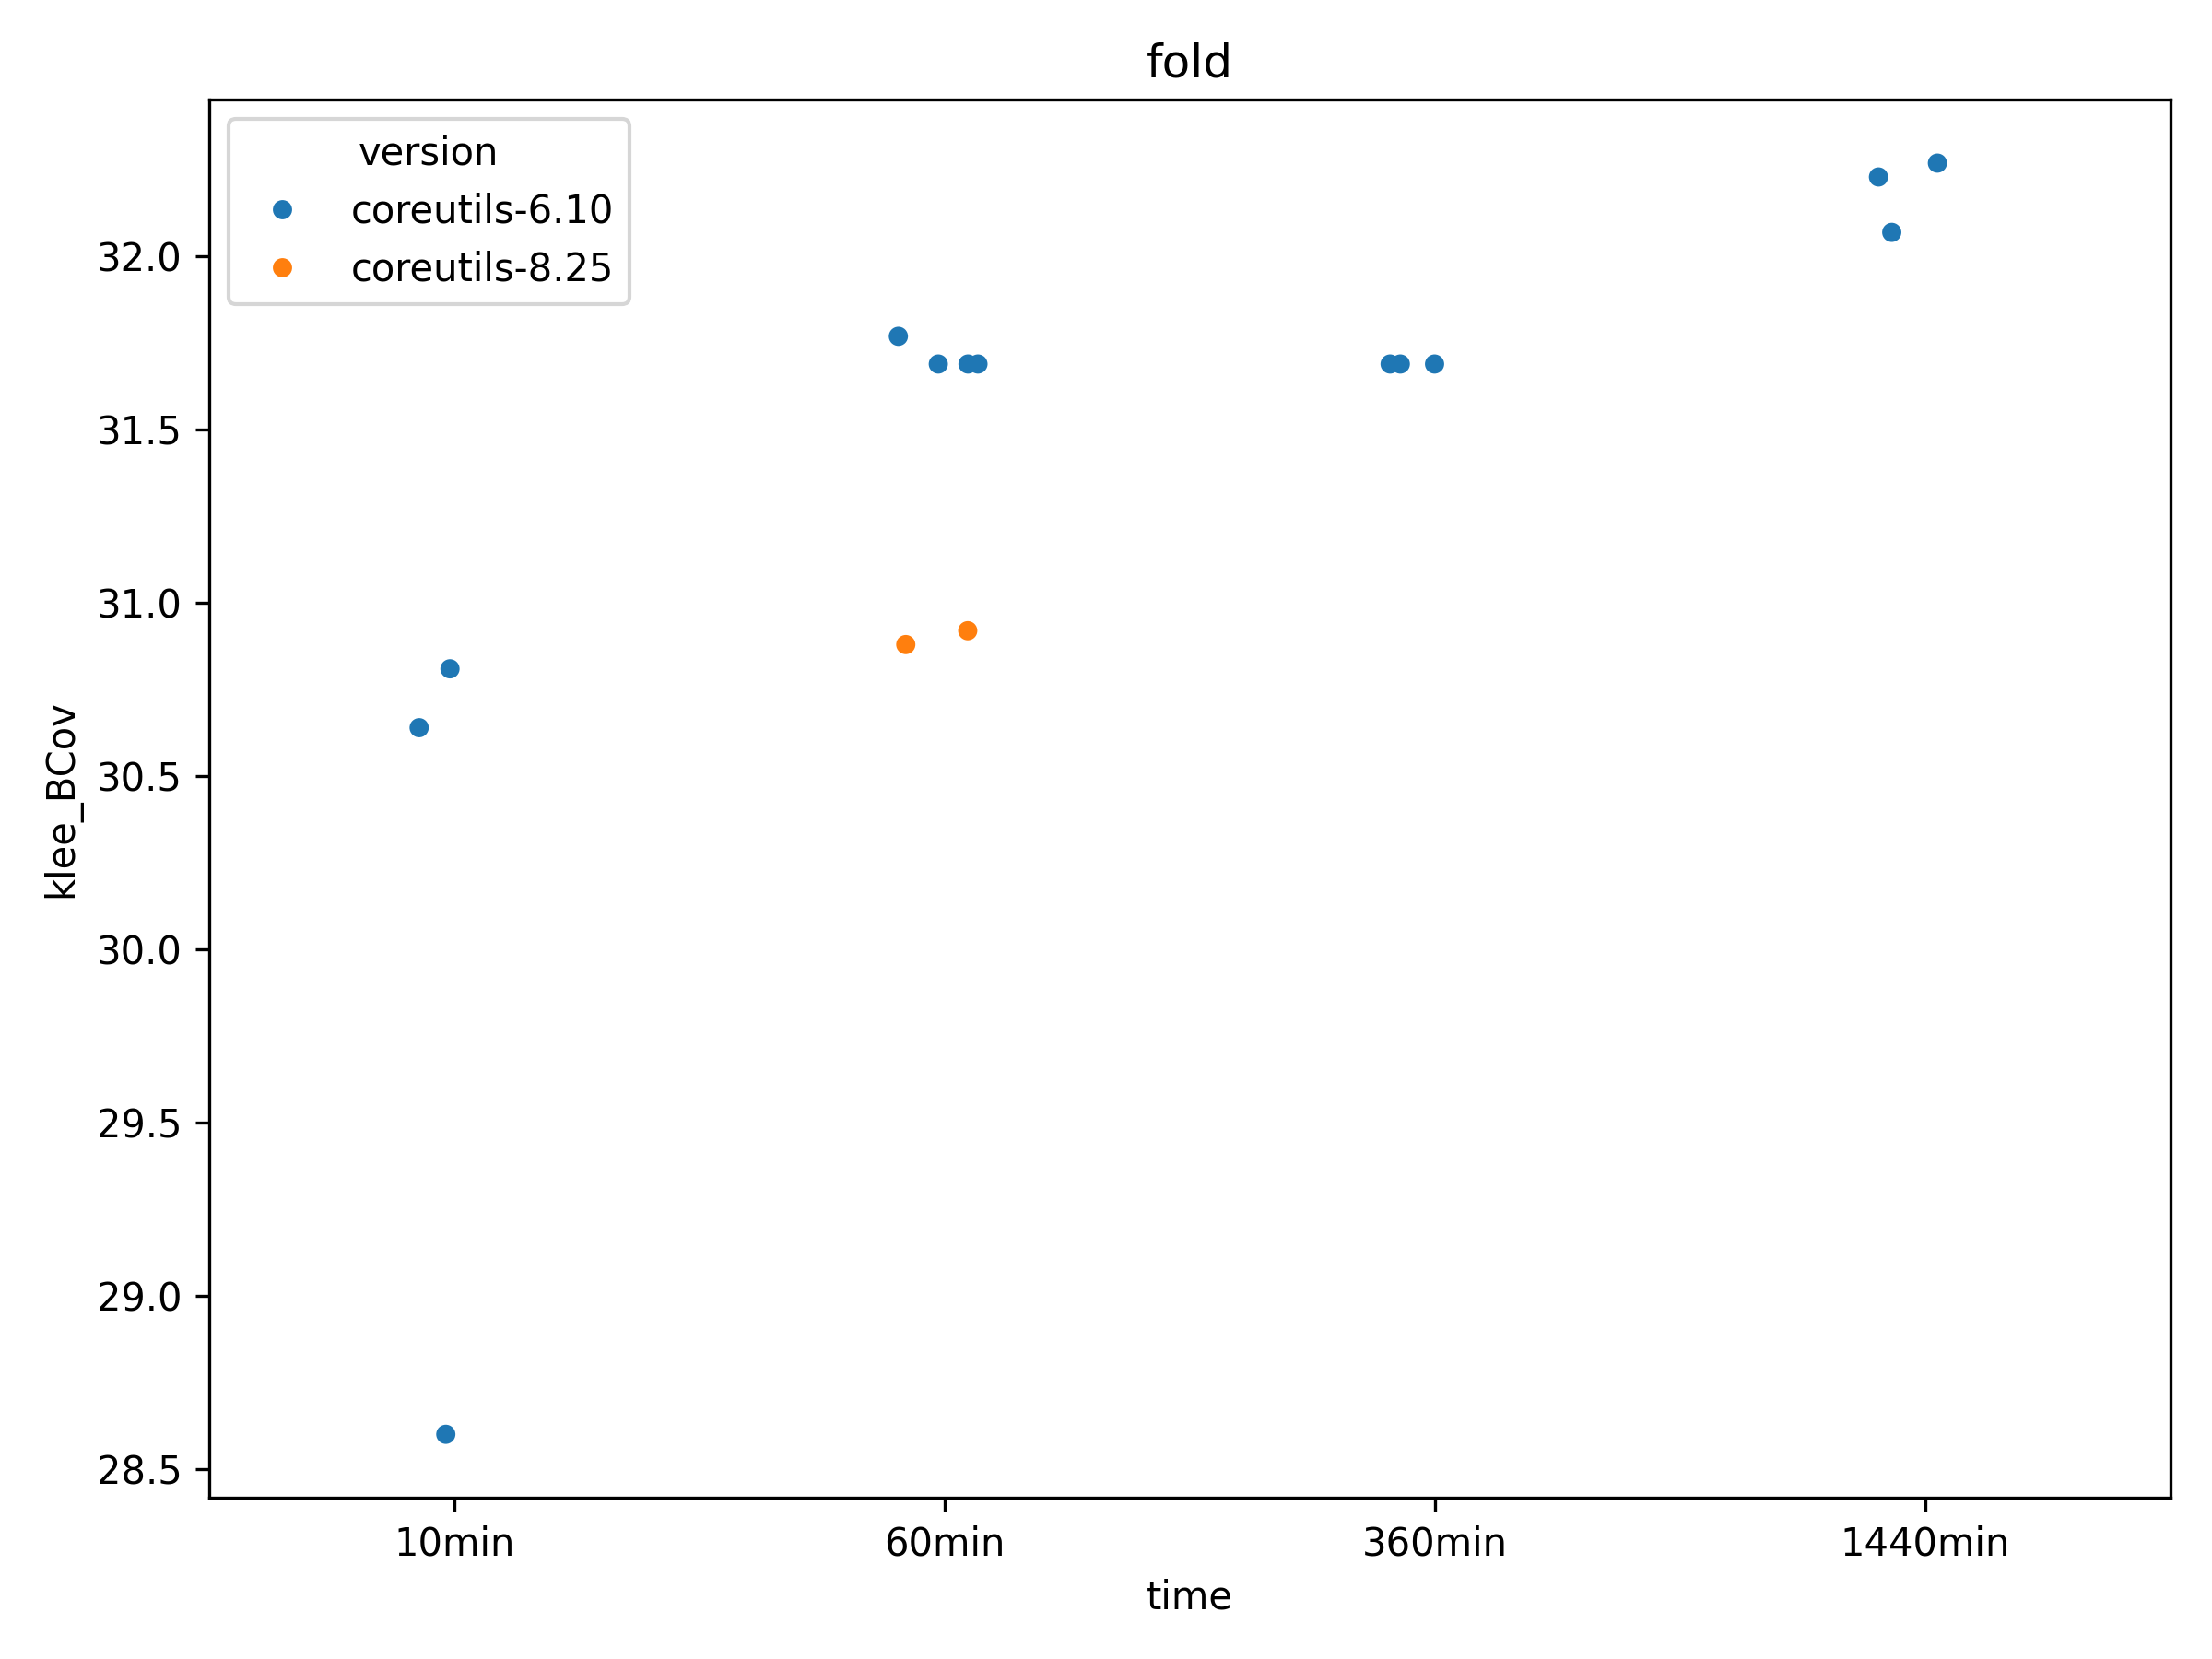 fold
version
coreutils-6.10
coreutils-8.25
klee_BCov
32.0
31.5
31.0
30.5
30.0
29.5
29.0
28.5
10min
60min
360min
1440min
time